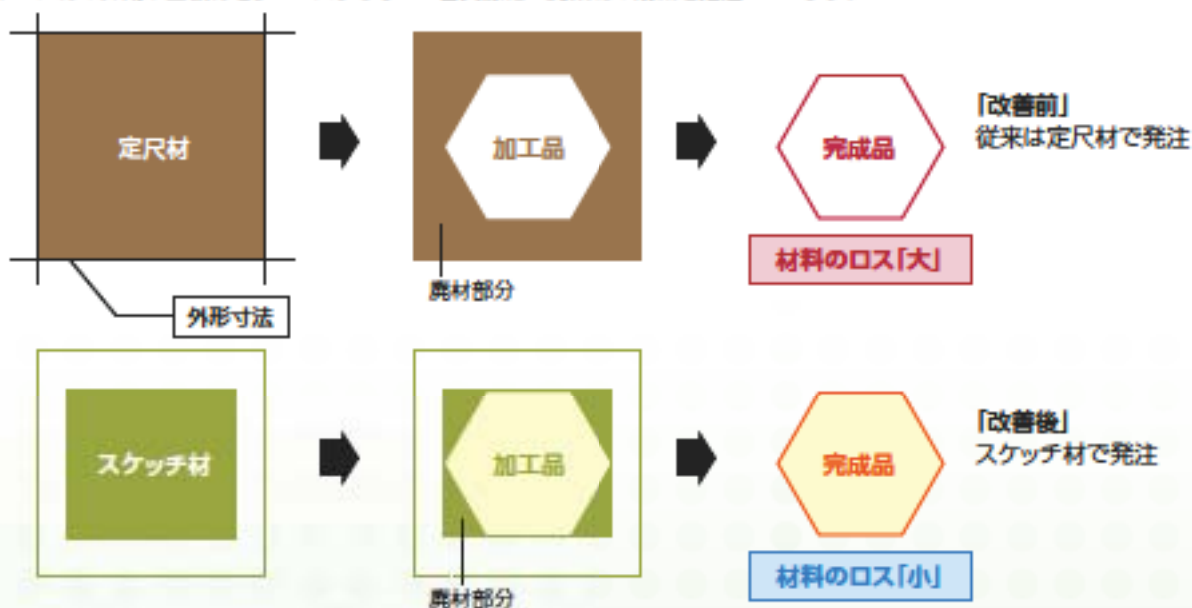 定尺材
加工品
完成品
「改善前」
従来は定尺材で発注
材料のロス「大」
廃材部分
外形寸法
スケッチ材
加工品
完成品
「改善後」
スケッチ材で発注
材料のロス「小」
廃材部分